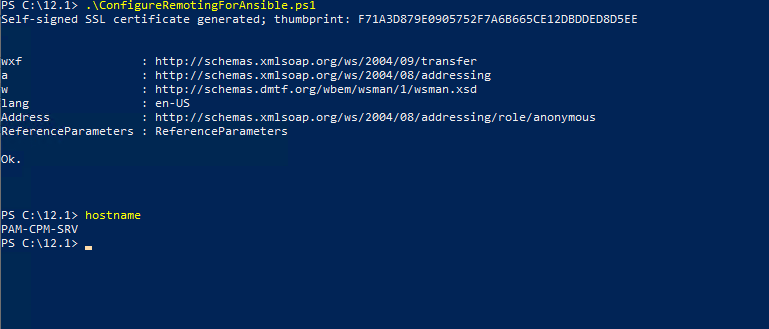 PS C:\12.1> .\ConfigureRemotingForAnsible.ps1
Self-signed SSL certificate generated; thumbprint: F71A3D879E0905752F7A6B665CE12DBDDED8D5EE
wxf : http://schemas.xmlsoap.org/ws/2004/09/transfer
a : http://schemas.xmlsoap.org/ws/2004/08/addressing
w : http://schemas.dmtf.org/wbem/wsman/1/wsman.xsd
lang : en-US
Address : http://schemas.xmlsoap.org/ws/2004/08/addressing/role/anonymous
ReferenceParameters : ReferenceParameters
Ok.
PS C:\12.1> hostname
PAM-CPM-SRV
PS C:\12.1>